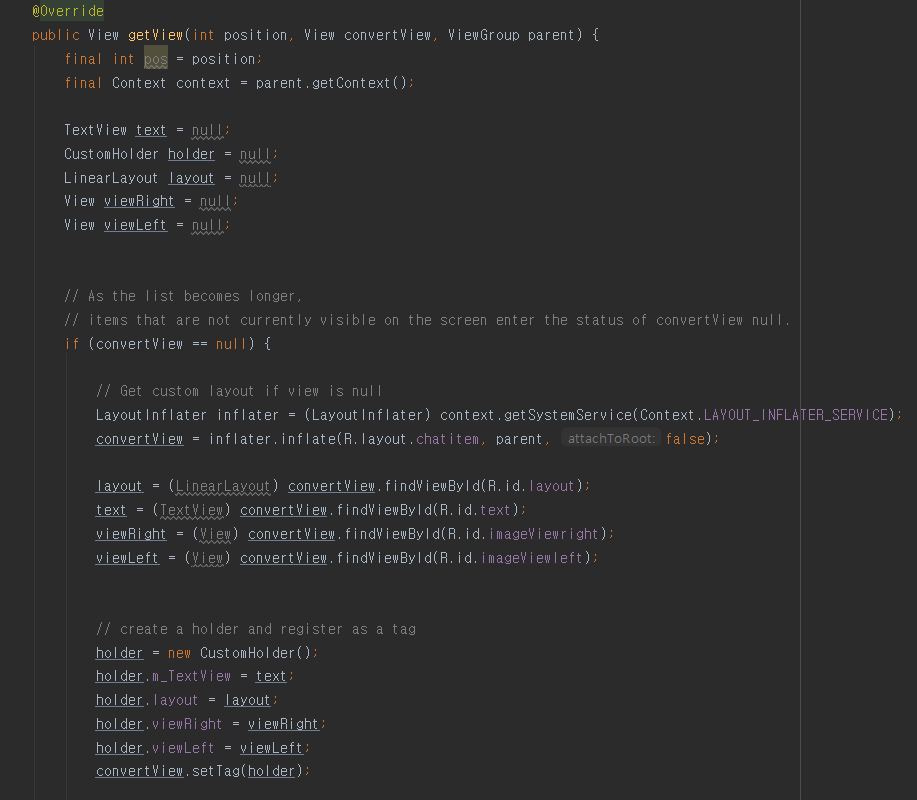 @Override
public View getView(int position, View convertView, ViewGroup parent) {
final int pos = position;
final Context context = parent.getContext();
TextView text = null;
CustomHolder holder = null;
LinearLayout layout = null;
View viewRight = null;
View viewLeft = null;
// As the list becomes longer,
// items that are not currently visible on the screen enter the status of convertView null.
if (convertView == null) {
// Get custom layout if view is null
LayoutInflater inflater = (LayoutInflater) context.getSystemService(Context.LAYOUT_INFLATER_SERVICE);
convertView = inflater.inflate(R.layout.chatitem, parent, attachToRoot: false);
layout = (LinearLayout) convertView.findViewById(R.id.layout);
text = (TextView) convertView.findViewById(R.id.text);
viewRight = (View) convertView.findViewById(R.id.imageViewright);
viewLeft = (View) convertView.findViewById(R.id.imageViewleft);
// create a holder and register as a tag
holder = new CustomHolder();
holder.m_TextView = text;
holder.layout = layout;
holder.viewRight = viewRight;
holder.viewLeft = viewLeft;
convertView.setTag(holder);